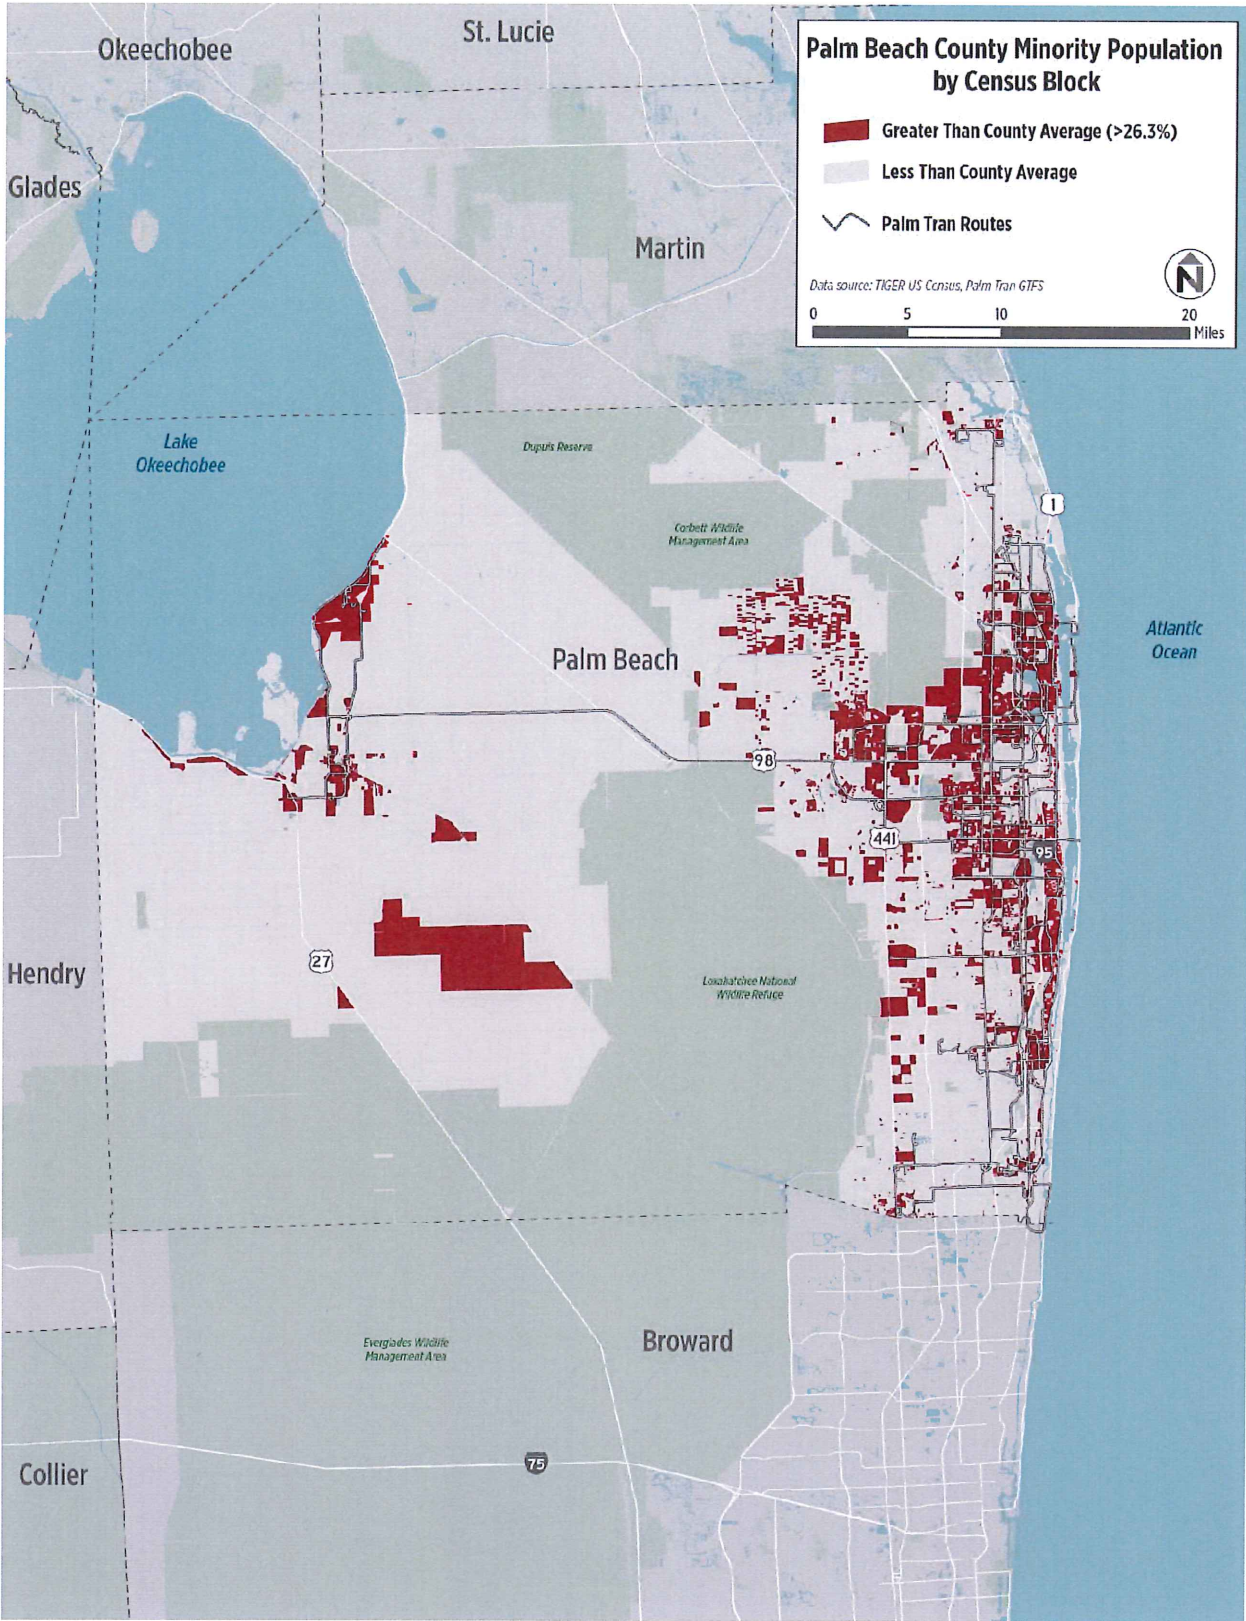 Okeechobee
St. Lucie
Palm Beach County Minority Population
by Census Block
Greater Than County Average (>26.3%)
Less Than County Average
Palm Tran Routes
N
Data source: TIGER US Census, Palm Tran GTFS
0 5 10 20
Miles
Glades
Martin
Lake
Okeechobee
Dupuis Reserve
1
Corbett Wildlife
Management Area
Atlantic
Ocean
Palm Beach
98
441
95
27
Hendry
Loxahatchee National
Wildlife Refuge
Everglades Wildlife
Management Area
Broward
75
Collier